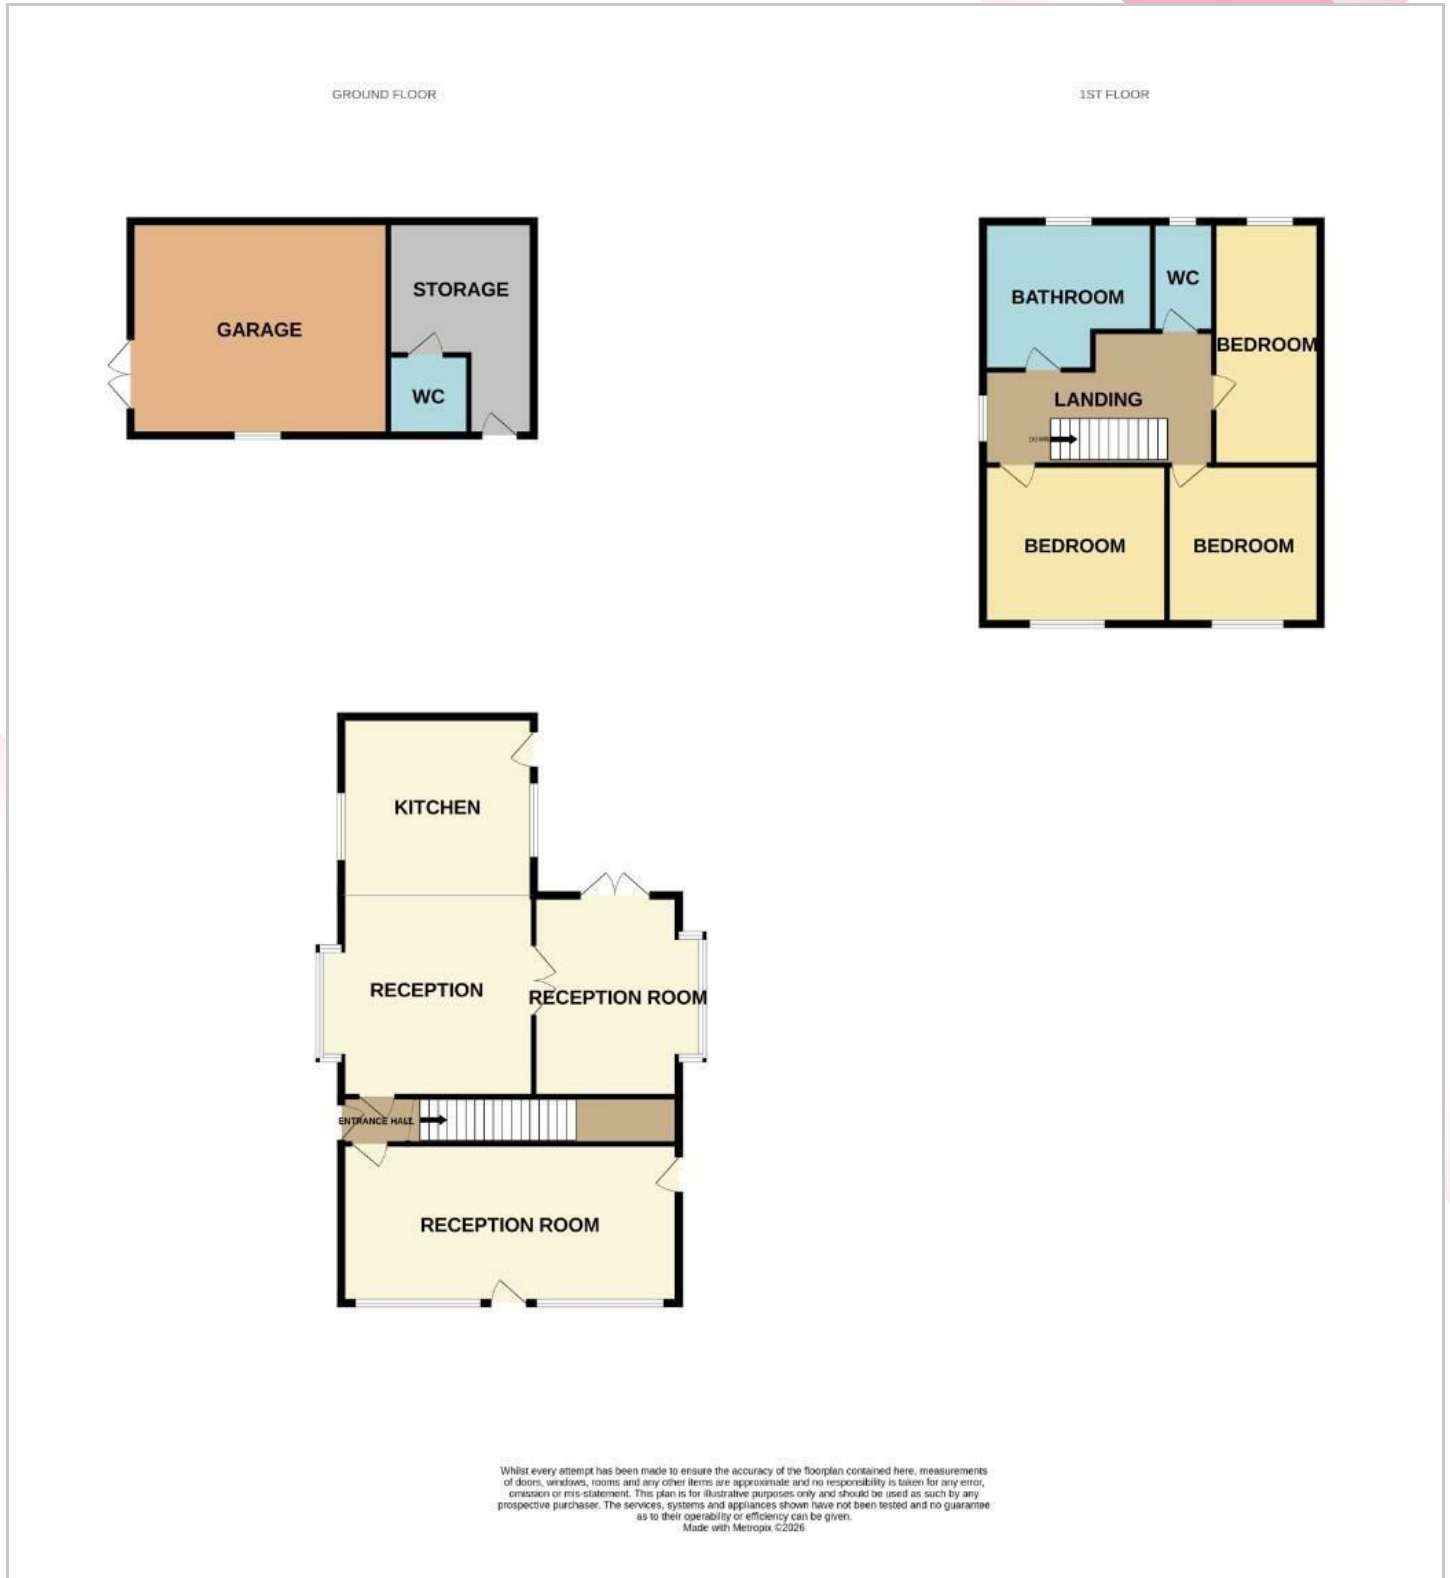 GROUND FLOOR
1ST FLOOR
GARAGE
STORAGE
WC
BATHROOM
WC
BEDROOM
LANDING
DOWN
BEDROOM
BEDROOM
KITCHEN
RECEPTION
RECEPTION ROOM
ENTRANCE HALL
RECEPTION ROOM
Whilst every attempt has been made to ensure the accuracy of the floorplan contained here, measurements
of doors, windows, rooms and any other items are approximate and no responsibility is taken for any error,
omission or mis-statement. This plan is for illustrative purposes only and should be used as such by any
prospective purchaser. The services, systems and appliances shown have not been tested and no guarantee
as to their operability or efficiency can be given.
Made with Metropix ©2026